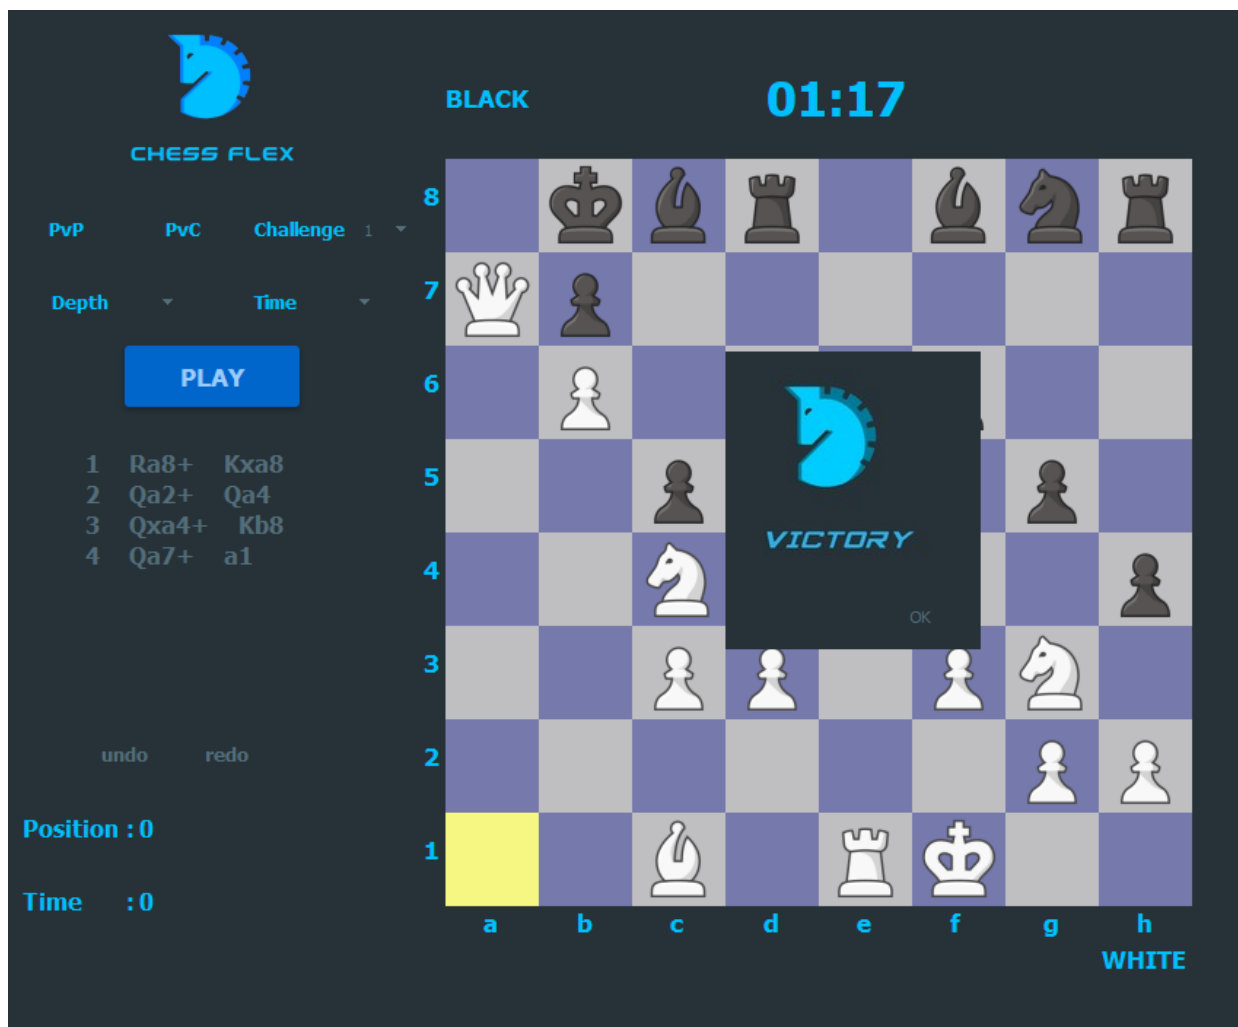 CHESS FLEX
BLACK 01:17
PvP PvC Challenge 1
Depth Time
PLAY
1 Ra8+ Kxa8
2 Qa2+ Qa4
3 Qxa4+ Kb8
4 Qa7+ a1
undo redo
Position : 0
Time : 0
8
7
6
5
4
3
2
1
VICTORY
OK
a b c d e f g h
WHITE